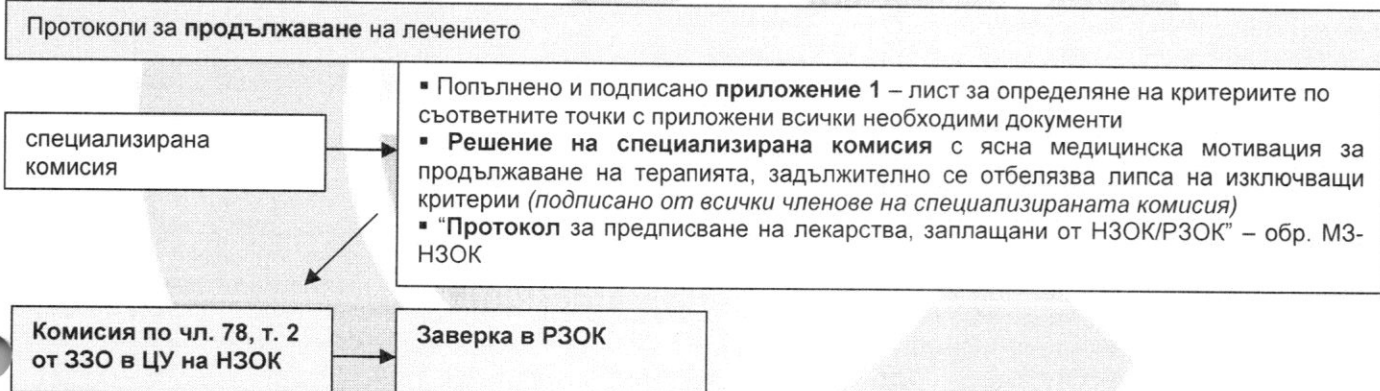 Протоколи за продължаване на лечението
специализирана
комисия
▪ Попълнено и подписано приложение 1 – лист за определяне на критериите по
съответните точки с приложени всички необходими документи
▪ Решение на специализирана комисия с ясна медицинска мотивация за
продължаване на терапията, задължително се отбелязва липса на изключващи
критерии (подписано от всички членове на специализираната комисия)
▪ “Протокол за предписване на лекарства, заплащани от НЗОК/РЗОК” – обр. МЗ-
НЗОК
Комисия по чл. 78, т. 2
от ЗЗО в ЦУ на НЗОК
Заверка в РЗОК